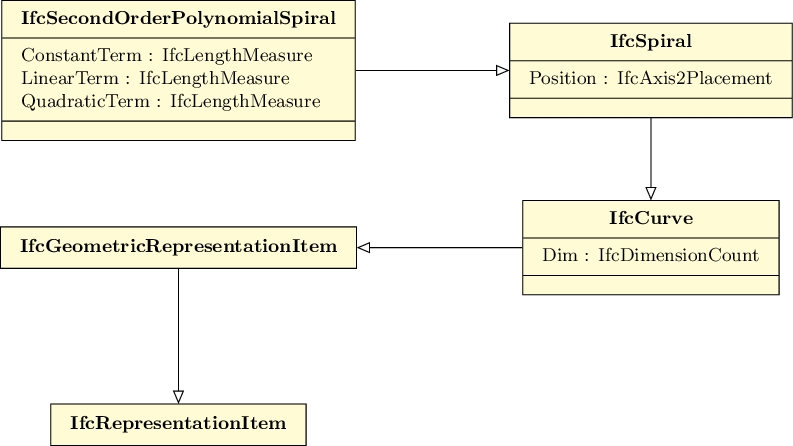 IfcSecondOrderPolynomialSpiral
ConstantTerm : IfcLengthMeasure
LinearTerm : IfcLengthMeasure
QuadraticTerm : IfcLengthMeasure
IfcSpiral
Position : IfcAxis2Placement
IfcGeometricRepresentationItem
IfcCurve
Dim : IfcDimensionCount
IfcRepresentationItem